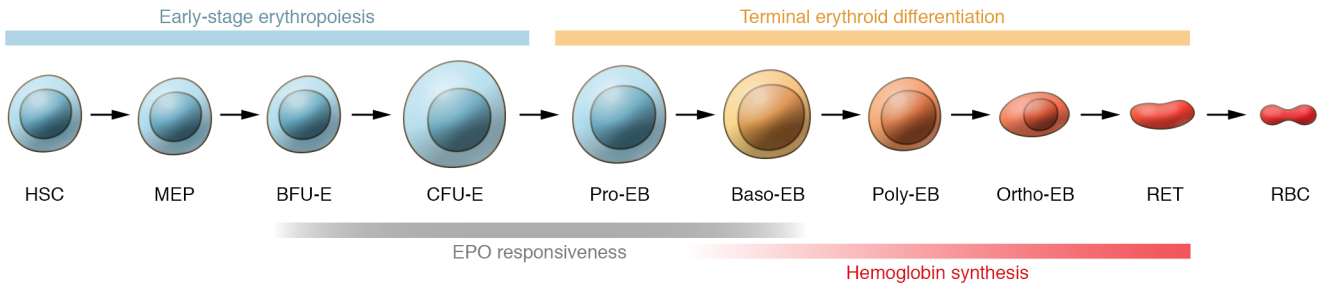 Early-stage erythropoiesis
Terminal erythroid differentiation
HSC
MEP
BFU-E
CFU-E
Pro-EB
Baso-EB
Poly-EB
Ortho-EB
RET
RBC
EPO responsiveness
Hemoglobin synthesis